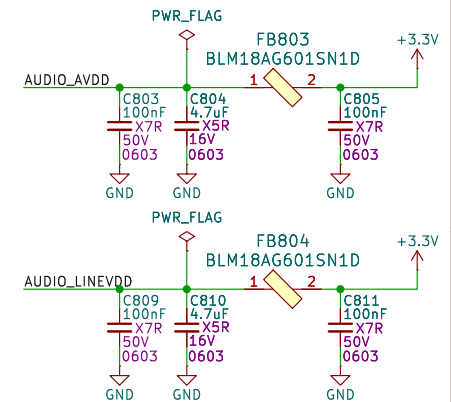 PWR_FLAG
FB803
BLM18AG601SN1D
+3.3V
AUDIO_AVDD
1
2
C803
100nF
X7R
50V
0603
GND
C804
4.7uF
X5R
16V
0603
GND
C805
100nF
X7R
50V
0603
GND
PWR_FLAG
FB804
BLM18AG601SN1D
+3.3V
AUDIO_LINEVDD
1
2
C809
100nF
X7R
50V
0603
GND
C810
4.7uF
X5R
16V
0603
GND
C811
100nF
X7R
50V
0603
GND